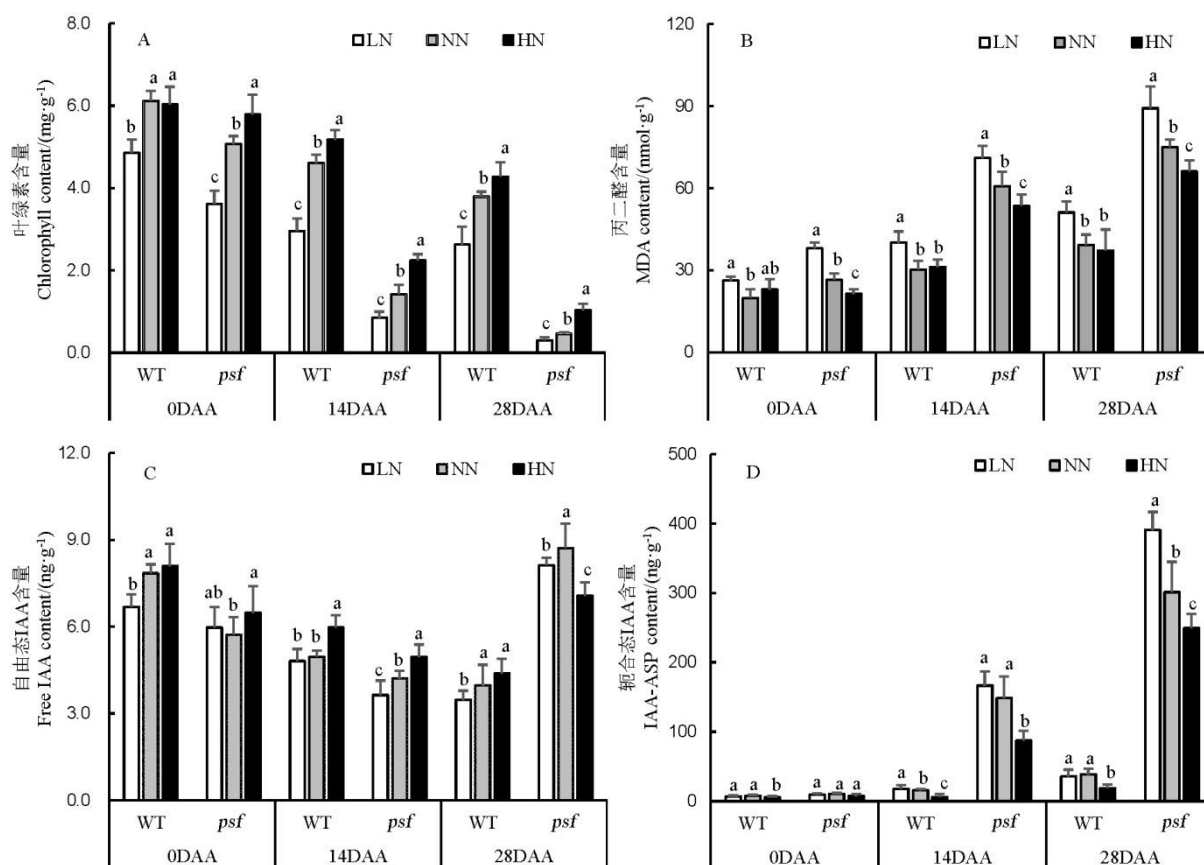 A
LN NN HN
叶绿素含量
Chlorophyll content/(mg·g-1)
8.0
6.0
4.0
2.0
0.0
b a a
c b a
c b a
c b a
c b a
c b a
WT psf WT psf WT psf
0DAA 14DAA 28DAA
B
LN NN HN
丙二醛含量
MDA content/(nmol·g-1)
120
90
60
30
0
a b ab
a b c
a b b
a b c
a b b
a b c
WT psf WT psf WT psf
0DAA 14DAA 28DAA
C
LN NN HN
自由态IAA含量
Free IAA content/(ng·g-1)
12.0
9.0
6.0
3.0
0.0
b a a
ab b a
b b a
c b a
b a a
b a c
WT psf WT psf WT psf
0DAA 14DAA 28DAA
D
LN NN HN
轭合态IAA含量
IAA-ASP content/(ng·g-1)
500
400
300
200
100
0
a a b
a a a
a b c
a a b
a a b
a b c
WT psf WT psf WT psf
0DAA 14DAA 28DAA